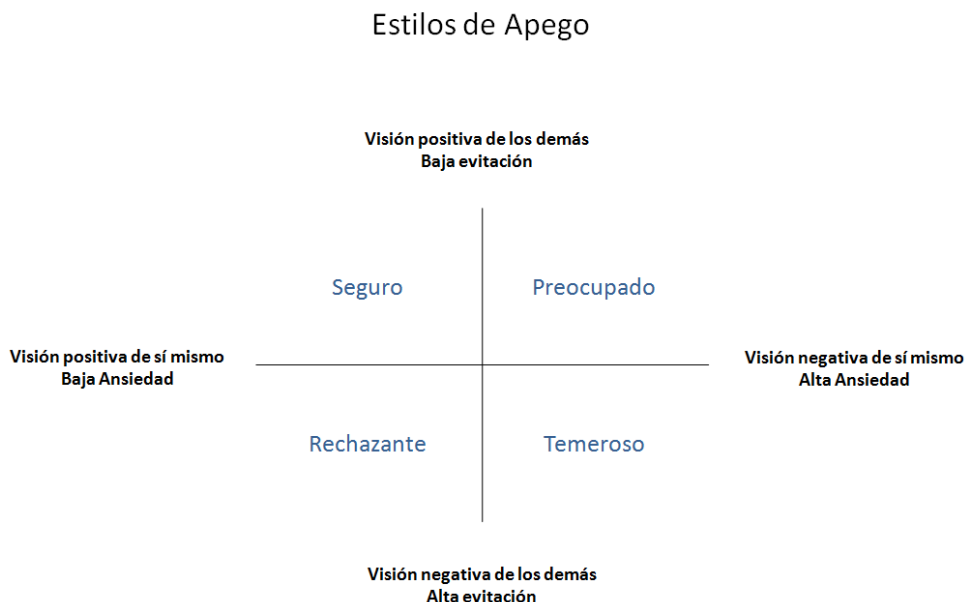 Estilos de Apego
Visión positiva de los demás
Baja evitación
Seguro
Preocupado
Visión positiva de sí mismo
Baja Ansiedad
Visión negativa de sí mismo
Alta Ansiedad
Rechazante
Temeroso
Visión negativa de los demás
Alta evitación